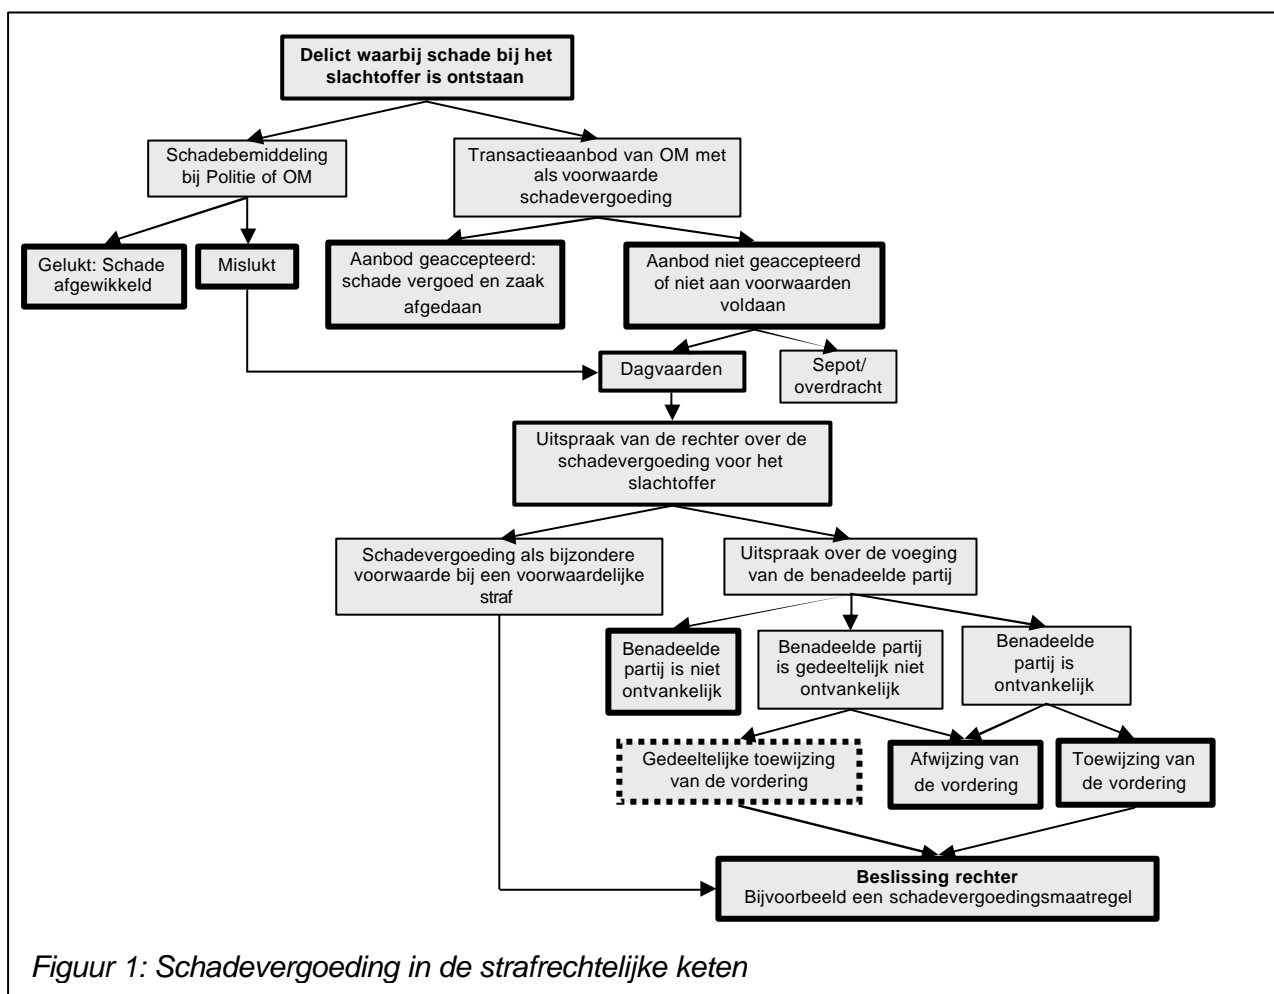 Delict waarbij schade bij het
slachtoffer is ontstaan
Schadebemiddeling
bij Politie of OM
Transactieaanbod van OM met
als voorwaarde
schadevergoeding
Gelukt: Schade
afgewikkeld
Mislukt
Aanbod geaccepteerd:
schade vergoed en zaak
afgedaan
Aanbod niet geaccepteerd
of niet aan voorwaarden
voldaan
Dagvaarden
Sepot/
overdracht
Uitspraak van de rechter over de
schadevergoeding voor het
slachtoffer
Schadevergoeding als bijzondere
voorwaarde bij een voorwaardelijke
straf
Uitspraak over de voeging
van de benadeelde partij
Benadeelde
partij is niet
ontvankelijk
Benadeelde partij
is gedeeltelijk niet
ontvankelijk
Benadeelde
partij is
ontvankelijk
Gedeeltelijke toewijzing
van de vordering
Afwijzing van
de vordering
Toewijzing van
de vordering
Beslissing rechter
Bijvoorbeeld een schadevergoedingsmaatregel
Figuur 1: Schadevergoeding in de strafrechtelijke keten